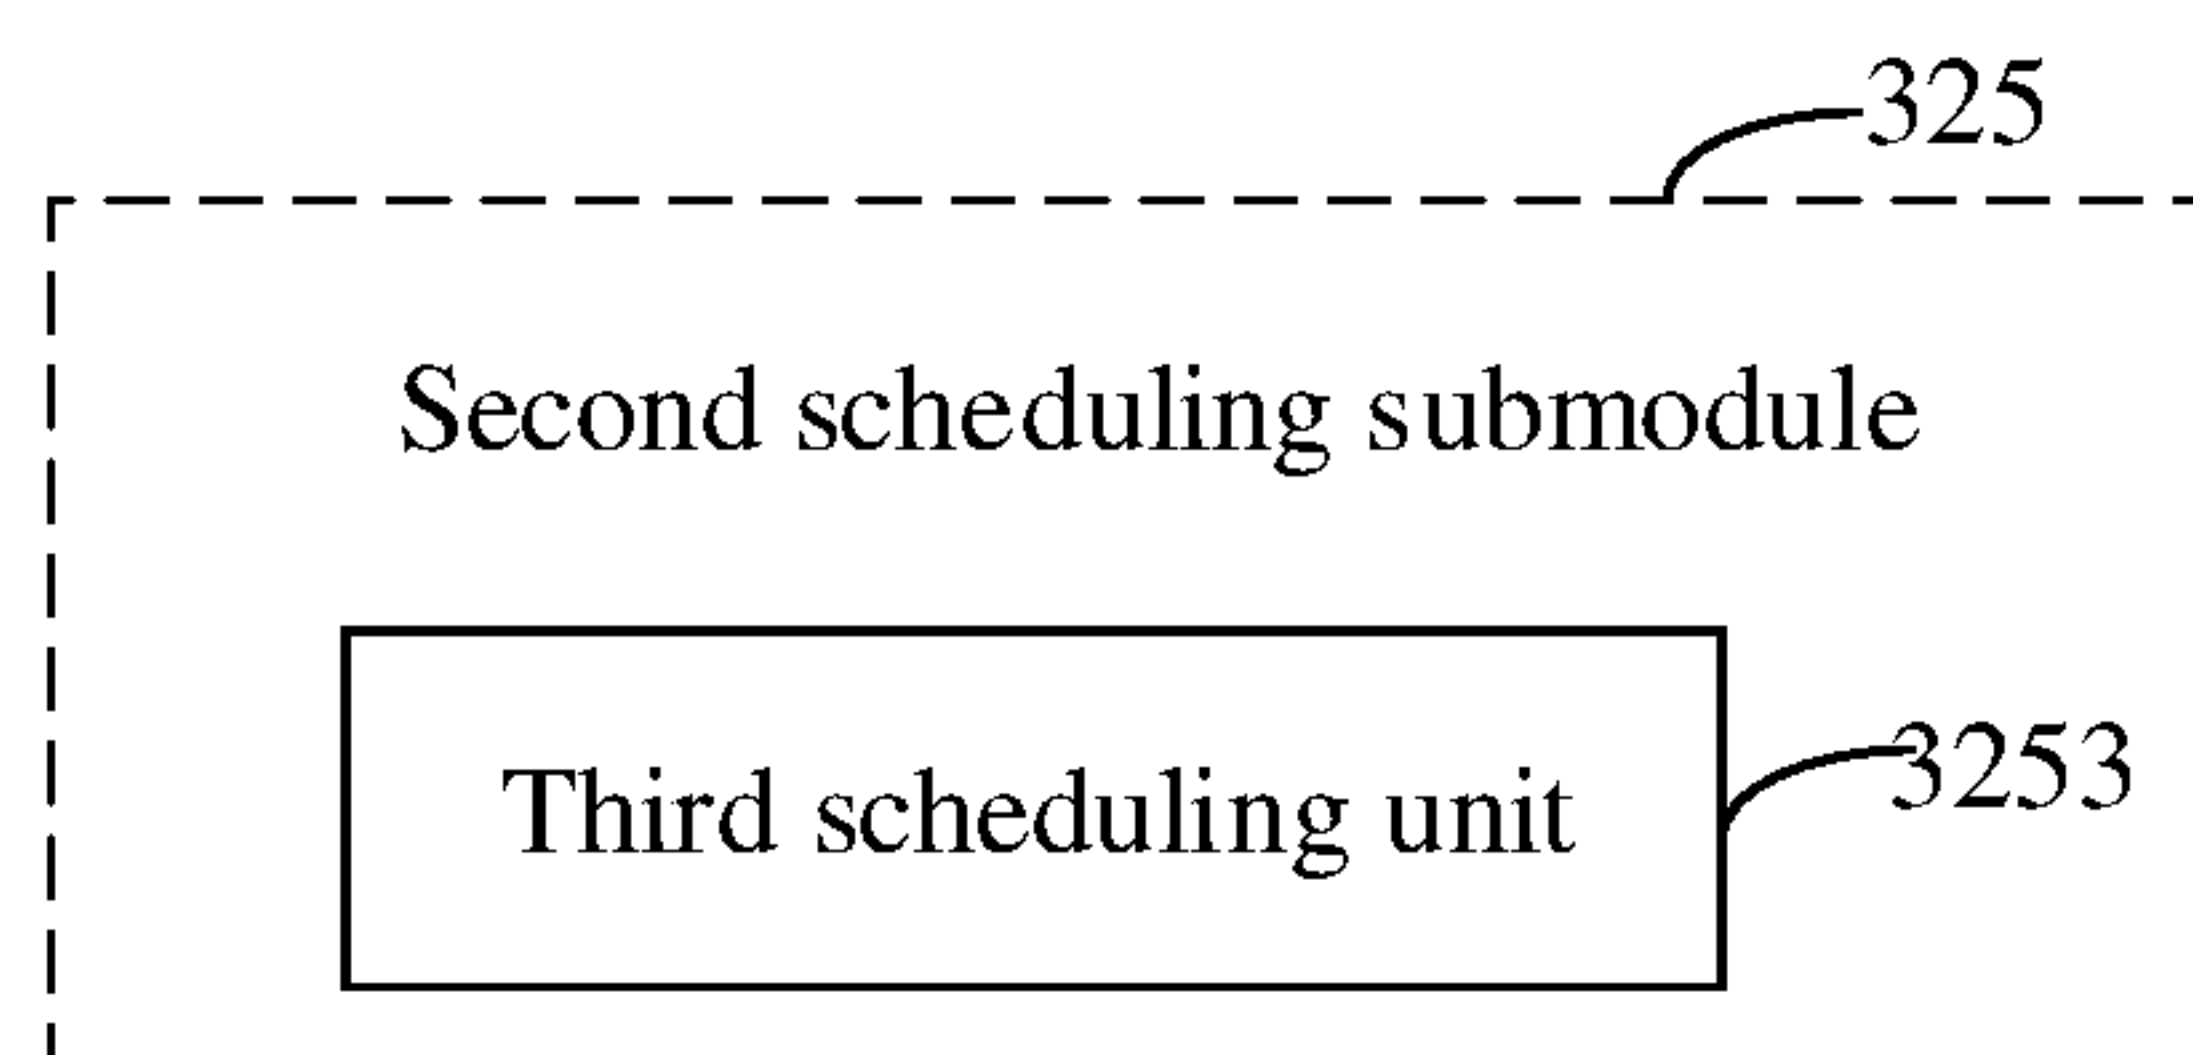 325
Second scheduling submodule
Third scheduling unit
3253